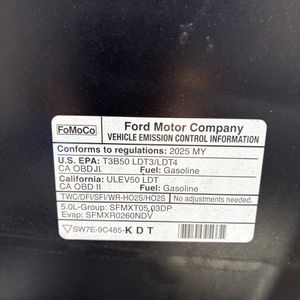 FoMoCo
Ford Motor Company
VEHICLE EMISSION CONTROL INFORMATION
Conforms to regulations: 2025 MY
U.S. EPA: T3B50 LDT3/LDT4
CA OBDII Fuel: Gasoline
California: ULEV50 LDT
CA OBD II Fuel: Gasoline
TWC/DFI/SFI/WR-HO2S/HO2S No adjustments needed.
5.0L-Group: SFMXT05.03DP
Evap: SFMXR0260NDV
SW7E-9C485-KDT